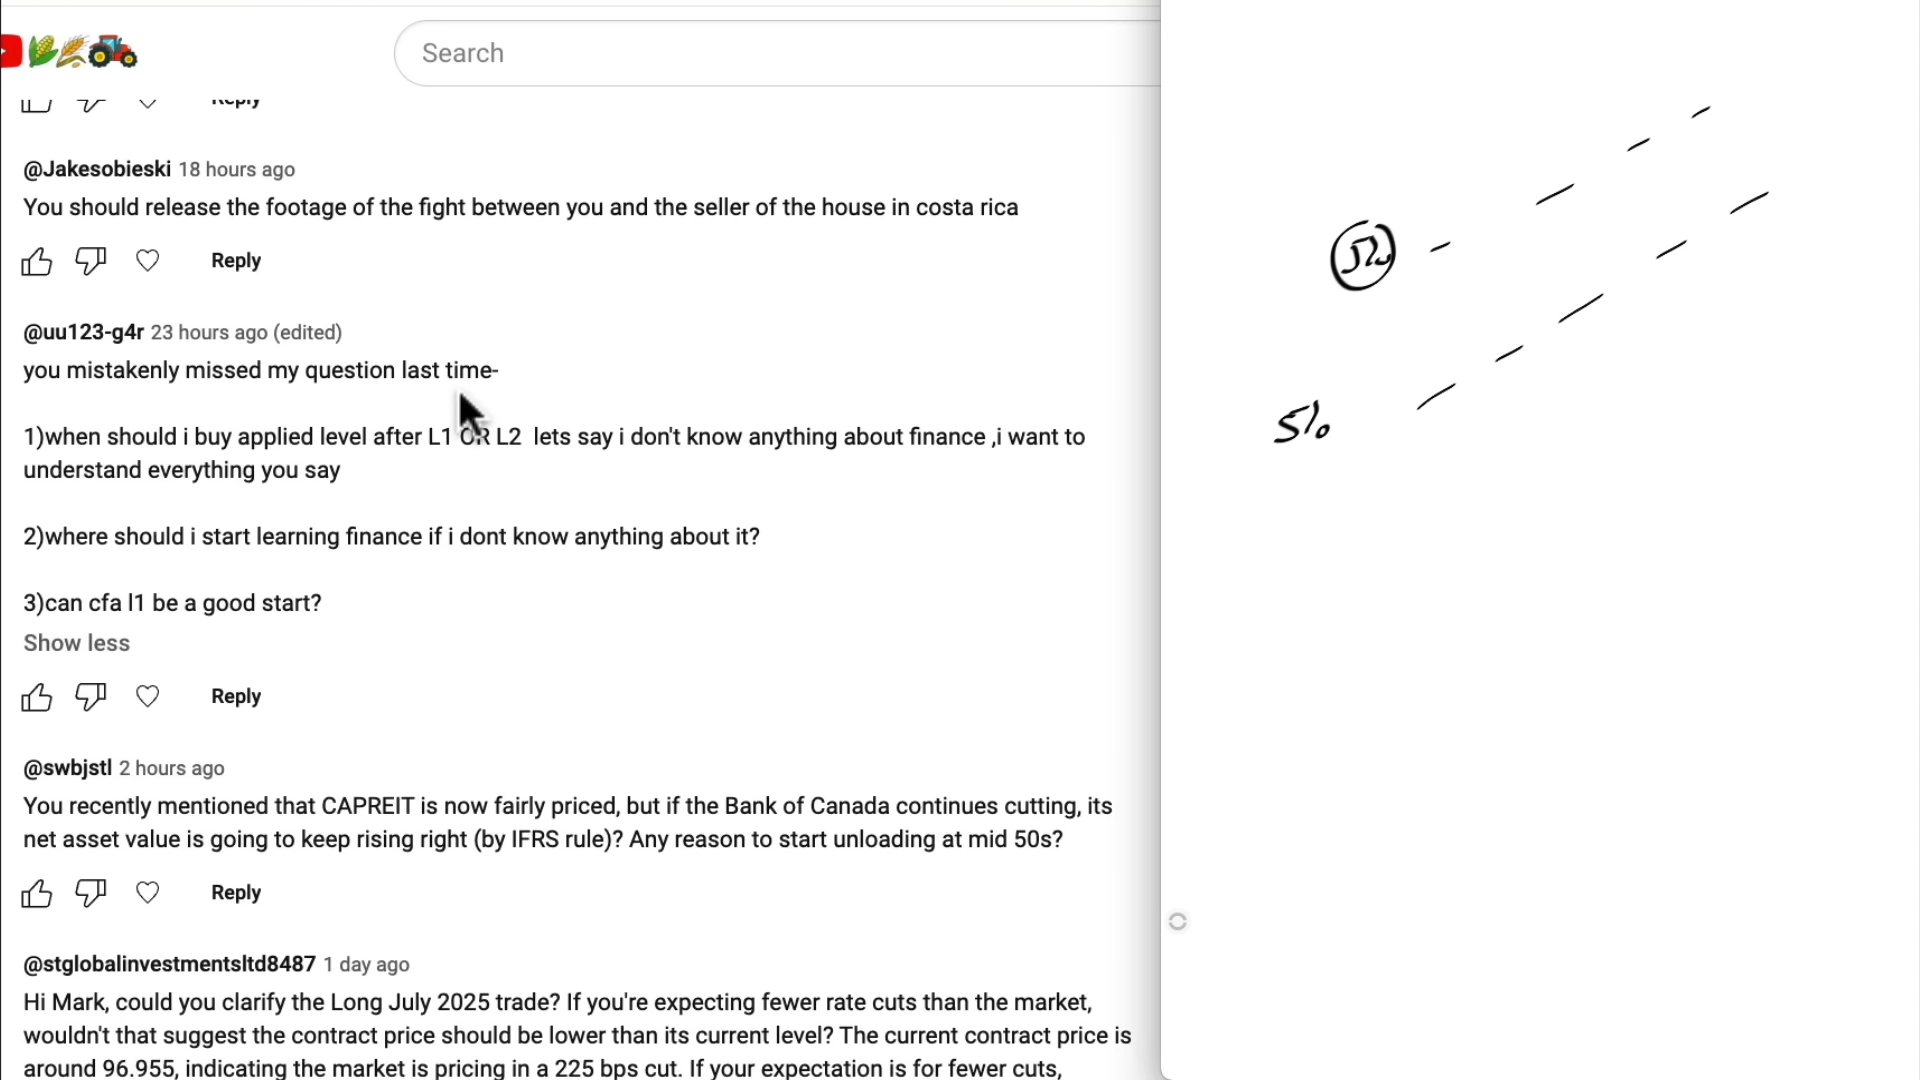 Search
Reply
@Jakesobieski 18 hours ago
You should release the footage of the fight between you and the seller of the house in costa rica
Reply
@uu123-g4r 23 hours ago (edited)
you mistakenly missed my question last time-
1)when should i buy applied level after L1 OR L2 lets say i don't know anything about finance ,i want to
understand everything you say
2)where should i start learning finance if i dont know anything about it?
3)can cfa l1 be a good start?
Show less
Reply
@swbjstl 2 hours ago
You recently mentioned that CAPREIT is now fairly priced, but if the Bank of Canada continues cutting, its
net asset value is going to keep rising right (by IFRS rule)? Any reason to start unloading at mid 50s?
Reply
@stglobalinvestmentsltd8487 1 day ago
Hi Mark, could you clarify the Long July 2025 trade? If you're expecting fewer rate cuts than the market,
wouldn't that suggest the contract price should be lower than its current level? The current contract price is
around 96.955, indicating the market is pricing in a 225 bps cut. If your expectation is for fewer cuts,
5%